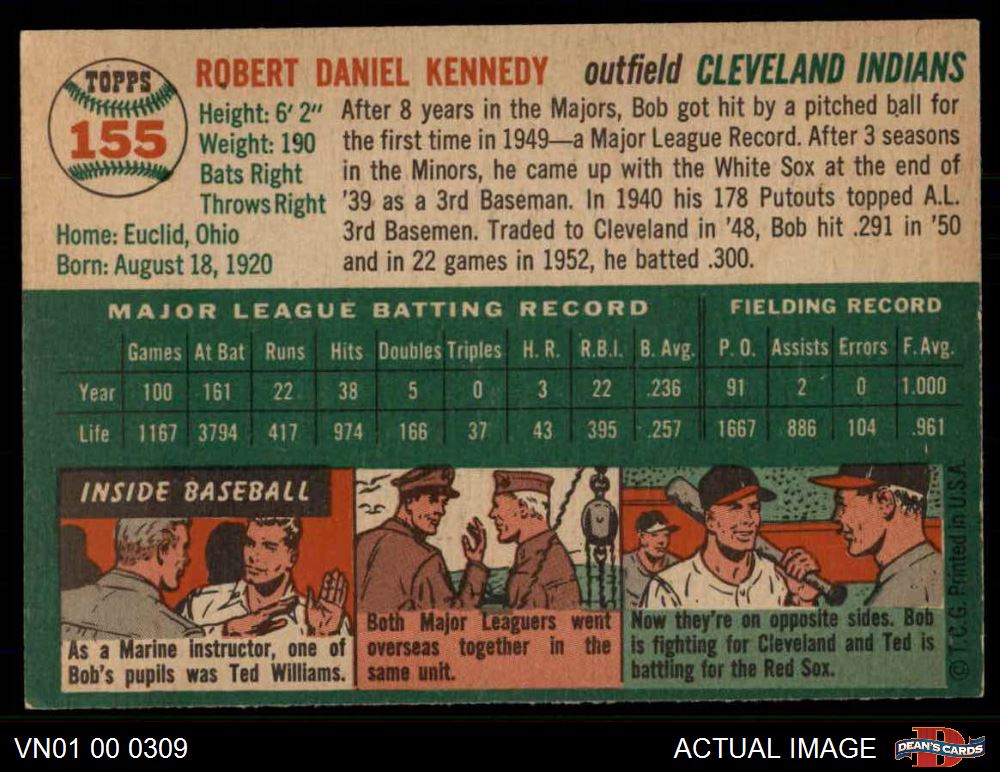 TOPPS
155
ROBERT DANIEL KENNEDY outfield CLEVELAND INDIANS
Height: 6' 2"
Weight: 190
Bats Right
Throws Right
Home: Euclid, Ohio
Born: August 18, 1920
After 8 years in the Majors, Bob got hit by a pitched ball for
the first time in 1949—a Major League Record. After 3 seasons
in the Minors, he came up with the White Sox at the end of
'39 as a 3rd Baseman. In 1940 his 178 Putouts topped A.L.
3rd Basemen. Traded to Cleveland in '48, Bob hit .291 in '50
and in 22 games in 1952, he batted .300.
MAJOR LEAGUE BATTING RECORD FIELDING RECORD
Games At Bat Runs Hits Doubles Triples H. R. R.B.I. B. Avg. P. O. Assists Errors F. Avg.
Year 100 161 22 38 5 0 3 22 .236 91 2 0 1.000
Life 1167 3794 417 974 166 37 43 395 .257 1667 886 104 .961
INSIDE BASEBALL
As a Marine instructor, one of
Bob's pupils was Ted Williams.
Both Major Leaguers went
overseas together in the
same unit.
Now they're on opposite sides. Bob
is fighting for Cleveland and Ted is
battling for the Red Sox.
© T.C.G. Printed in U.S.A.
VN01 00 0309
ACTUAL IMAGE
D
DEAN'S CARDS